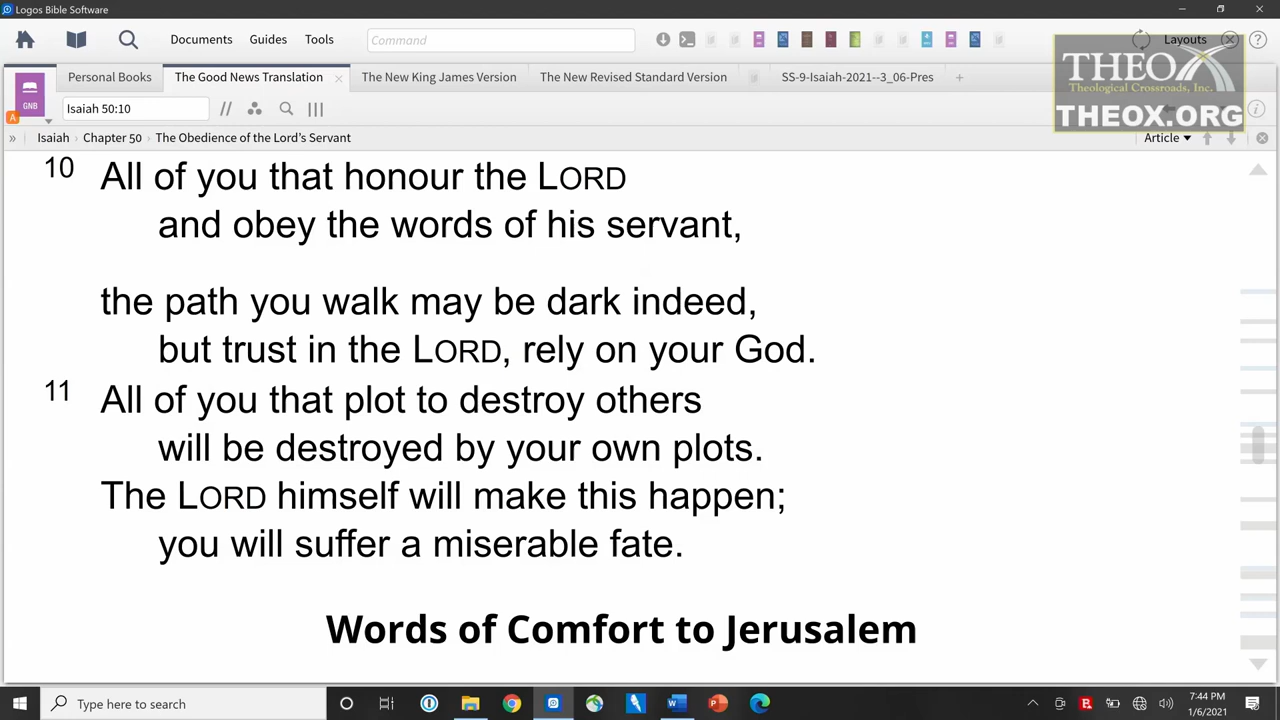 Logos Bible Software
Documents Guides Tools Command Layouts
THEOX
Theological Crossroads, Inc.
THEOX.ORG
Personal Books The Good News Translation The New King James Version The New Revised Standard Version SS-9-Isaiah-2021--3_06-Pres
GNB
A
Isaiah 50:10
» Isaiah › Chapter 50 › The Obedience of the Lord's Servant Article
10 All of you that honour the LORD
and obey the words of his servant,
the path you walk may be dark indeed,
but trust in the LORD, rely on your God.
11 All of you that plot to destroy others
will be destroyed by your own plots.
The LORD himself will make this happen;
you will suffer a miserable fate.
Words of Comfort to Jerusalem
Type here to search
7:44 PM
1/6/2021